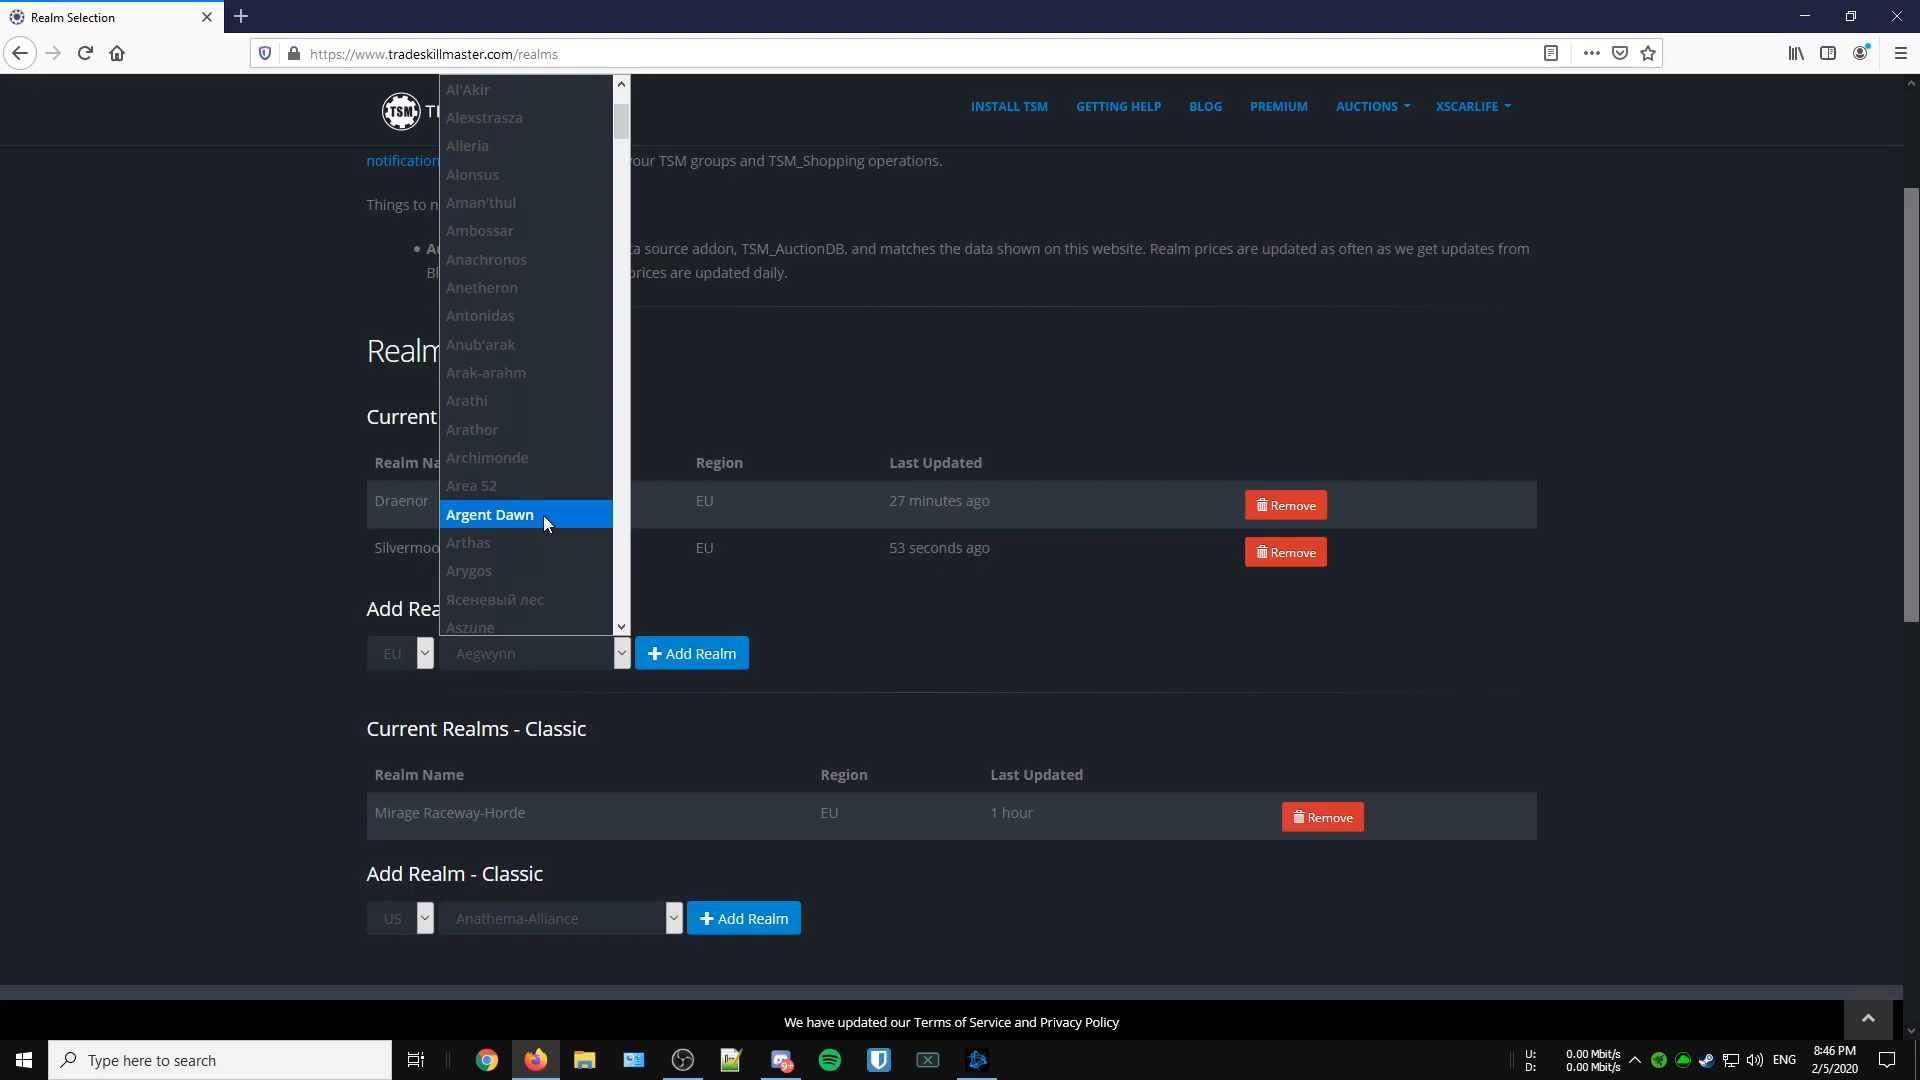 Realm Selection
https://www.tradeskillmaster.com/realms
TSM
INSTALL TSM
GETTING HELP
BLOG
PREMIUM
AUCTIONS
XSCARLIFE
notification
our TSM groups and TSM_Shopping operations.
Things to n
a source addon, TSM_AuctionDB, and matches the data shown on this website. Realm prices are updated as often as we get updates from
prices are updated daily.
Al'Akir
Alexstrasza
Alleria
Alonsus
Aman'thul
Ambossar
Anachronos
Anetheron
Antonidas
Anub'arak
Arak-arahm
Arathi
Arathor
Archimonde
Area 52
Argent Dawn
Arthas
Arygos
Ясеневый лес
Aszune
Realm
Current
Realm Na
Region
Last Updated
Draenor
EU
27 minutes ago
Remove
Silvermoo
EU
53 seconds ago
Remove
Add Rea
EU
Aegwynn
Add Realm
Current Realms - Classic
Realm Name
Region
Last Updated
Mirage Raceway-Horde
EU
1 hour
Remove
Add Realm - Classic
US
Anathema-Alliance
Add Realm
We have updated our Terms of Service and Privacy Policy
Type here to search
9+
U: 0.00 Mbit/s
D: 0.00 Mbit/s
ENG
8:46 PM
2/5/2020